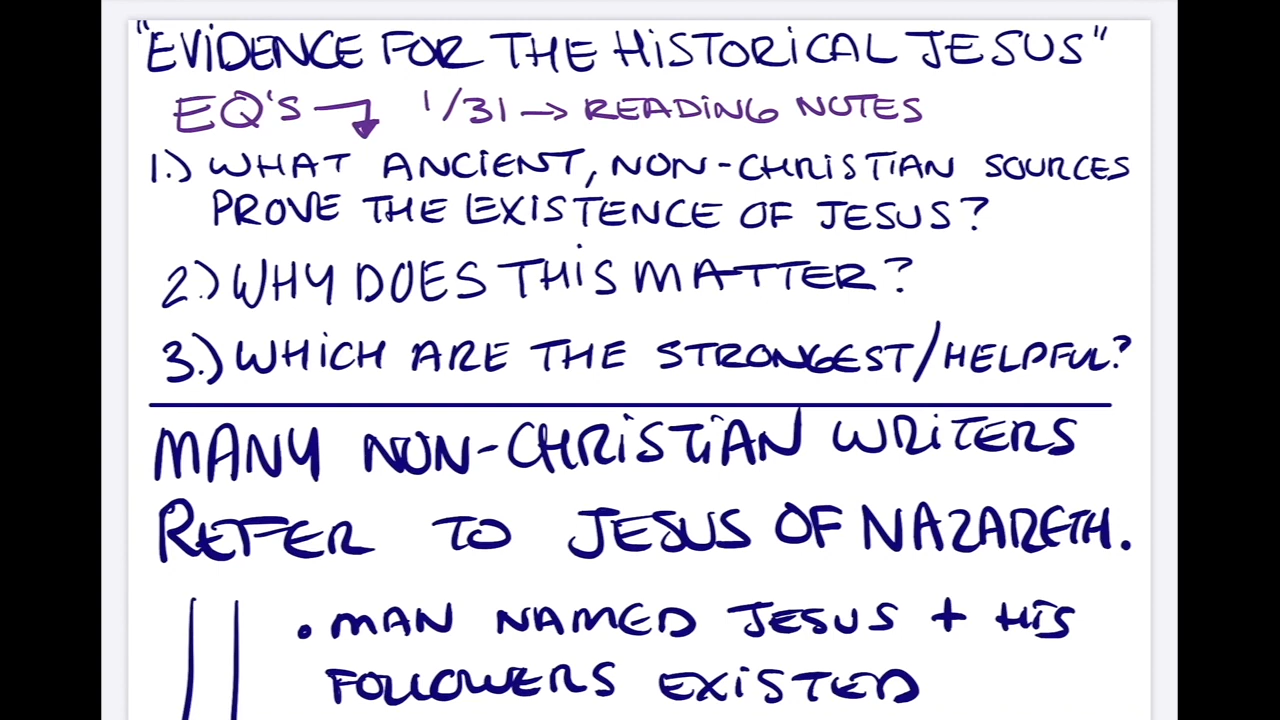 "EVIDENCE FOR THE HISTORICAL JESUS"
EQ'S 1/31 → READING NOTES
1.) WHAT ANCIENT, NON-CHRISTIAN SOURCES
PROVE THE EXISTENCE OF JESUS?
2.) WHY DOES THIS MATTER?
3.) WHICH ARE THE STRONGEST/HELPFUL?
MANY NON-CHRISTIAN WRITERS
REFER TO JESUS OF NAZARETH.
• MAN NAMED JESUS + HIS
FOLLOWERS EXISTED